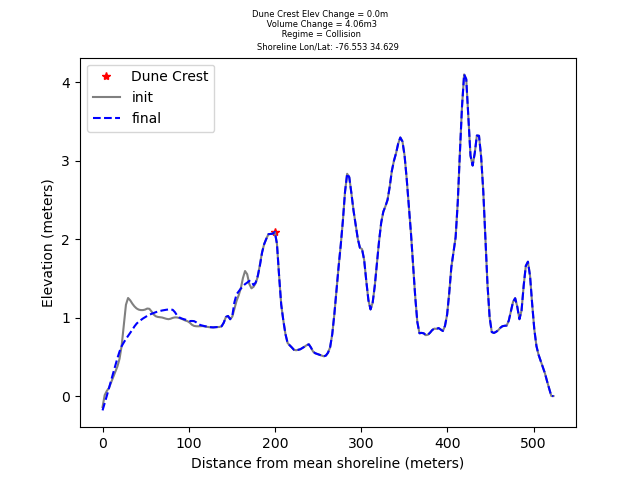 Dune Crest Elev Change = 0.0m
Volume Change = 4.06m3
Regime = Collision
Shoreline Lon/Lat: -76.553 34.629
Dune Crest
init
final
4
3
2
1
0
Elevation (meters)
0 100 200 300 400 500
Distance from mean shoreline (meters)